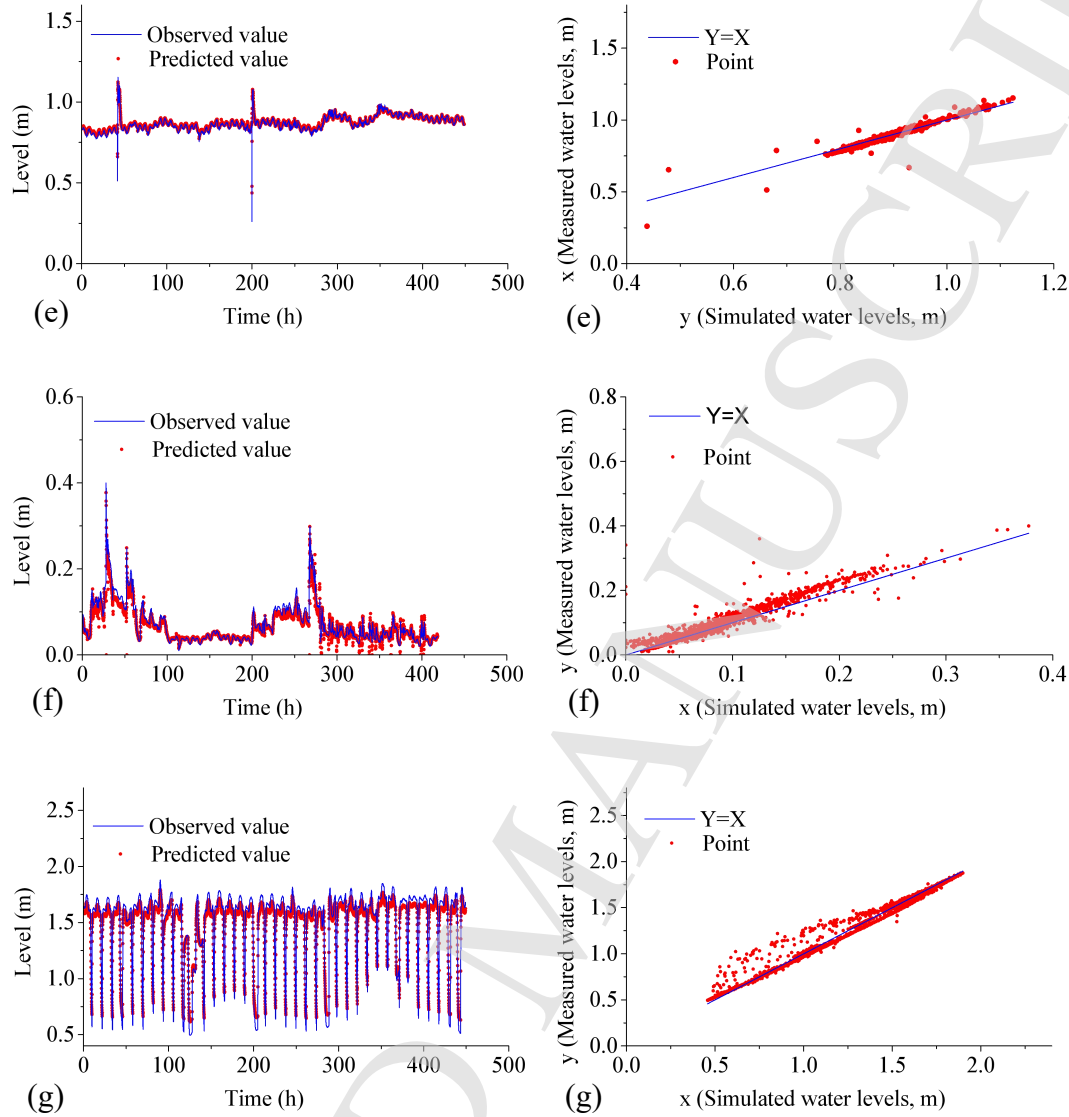 Observed value
Predicted value
1.5
1.0
0.5
0.0
Level (m)
0 50 100 150 200 250 300 350 400 450 500
Time (h)
(e)
Y=X
Point
1.5
1.0
0.5
0.0
x (Measured water levels, m)
0.4 0.6 0.8 1.0 1.2
y (Simulated water levels, m)
(e)
Observed value
Predicted value
0.6
0.4
0.2
0.0
Level (m)
0 100 200 300 400 500
Time (h)
(f)
Y=X
Point
0.8
0.6
0.4
0.2
0.0
y (Measured water levels, m)
0.0 0.1 0.2 0.3 0.4
x (Simulated water levels, m)
(f)
Observed value
Predicted value
2.5
2.0
1.5
1.0
0.5
Level (m)
0 100 200 300 400 500
Time (h)
(g)
Y=X
Point
2.5
2.0
1.5
1.0
0.5
0.0
y (Measured water levels, m)
0.0 0.5 1.0 1.5 2.0
x (Simulated water levels, m)
(g)
D MANUSCRI